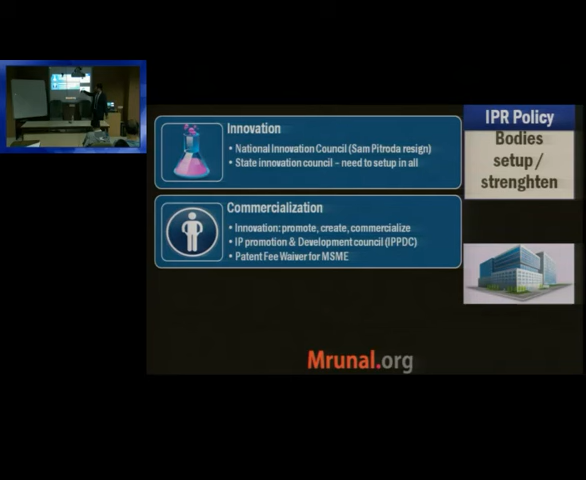 Innovation
• National Innovation Council (Sam Pitroda resign)
• State innovation council – need to setup in all
Commercialization
• Innovation: promote, create, commercialize
• IP promotion & Development council (IPPDC)
• Patent Fee Waiver for MSME
IPR Policy
Bodies
setup /
strenghten
Mrunal.org